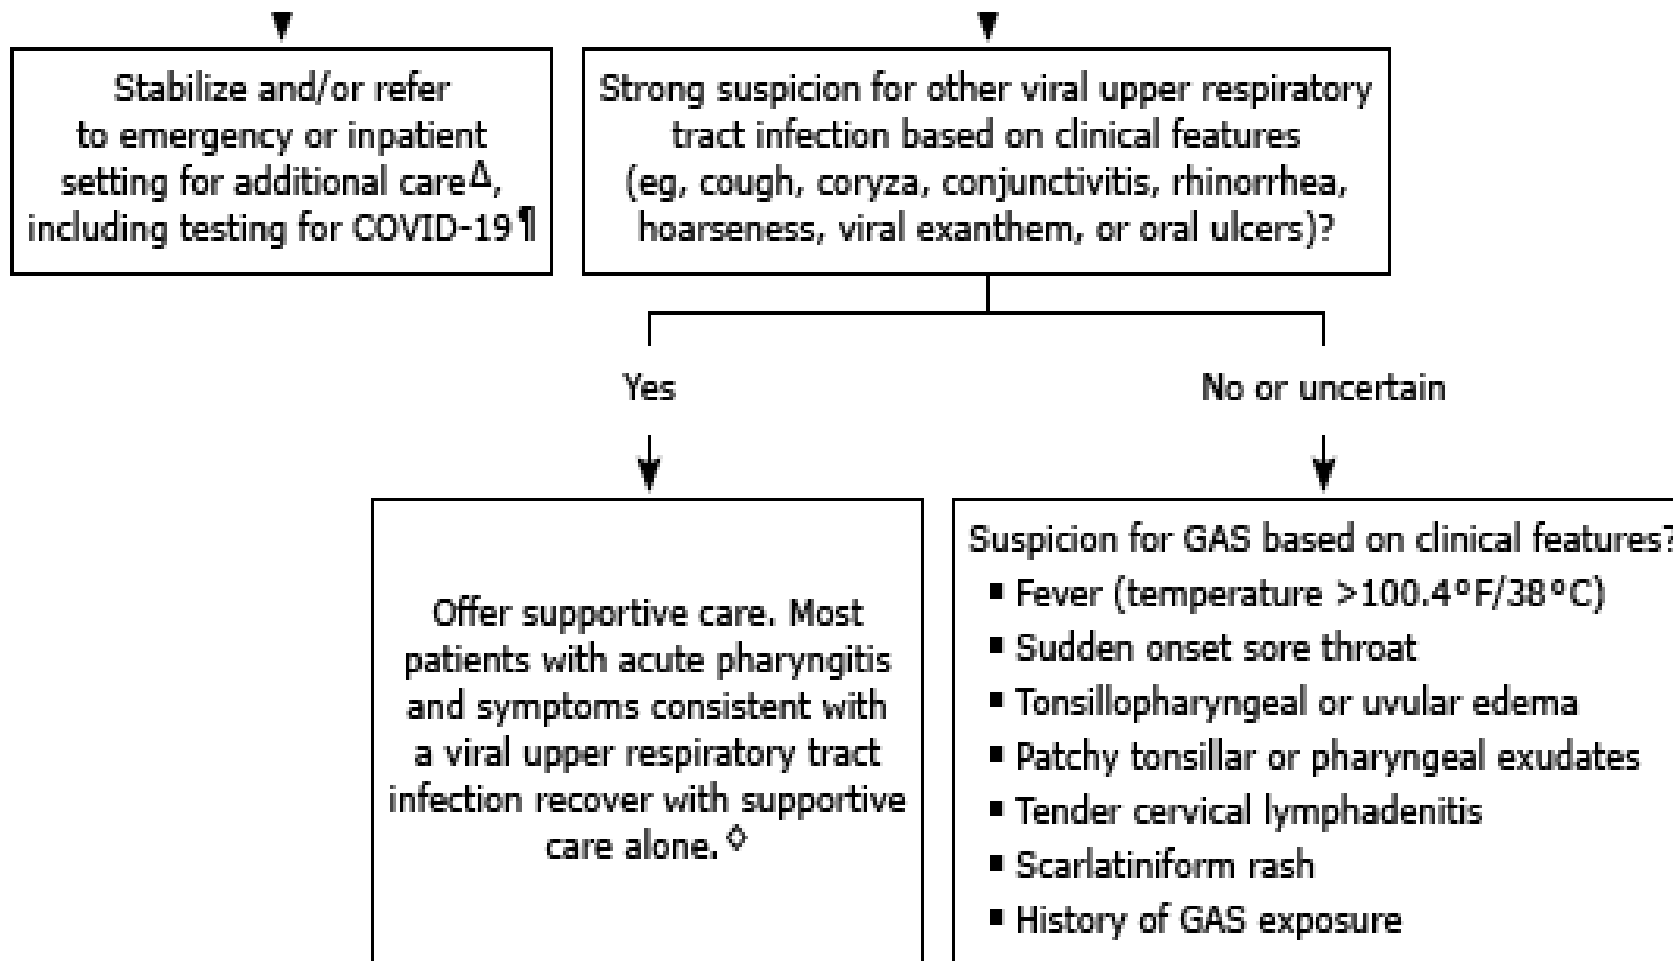 Stabilize and/or refer
to emergency or inpatient
setting for additional care Δ,
including testing for COVID-19 ¶
Strong suspicion for other viral upper respiratory
tract infection based on clinical features
(eg, cough, coryza, conjunctivitis, rhinorrhea,
hoarseness, viral exanthem, or oral ulcers)?
Yes
No or uncertain
Offer supportive care. Most
patients with acute pharyngitis
and symptoms consistent with
a viral upper respiratory tract
infection recover with supportive
care alone. ◊
Suspicion for GAS based on clinical features?
▪ Fever (temperature >100.4°F/38°C)
▪ Sudden onset sore throat
▪ Tonsillopharyngeal or uvular edema
▪ Patchy tonsillar or pharyngeal exudates
▪ Tender cervical lymphadenitis
▪ Scarlatiniform rash
▪ History of GAS exposure